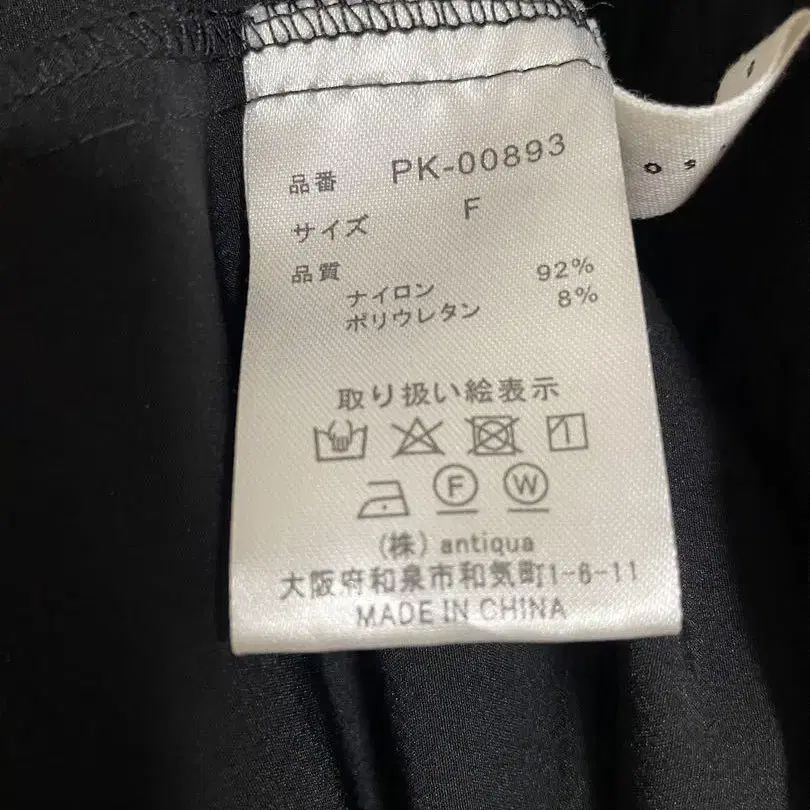 品番 PK-00893
サイズ F
品質
ナイロン 92%
ポリウレタン 8%
取り扱い絵表示
F W
(株) antiqua
大阪府和泉市和気町1-6-11
MADE IN CHINA